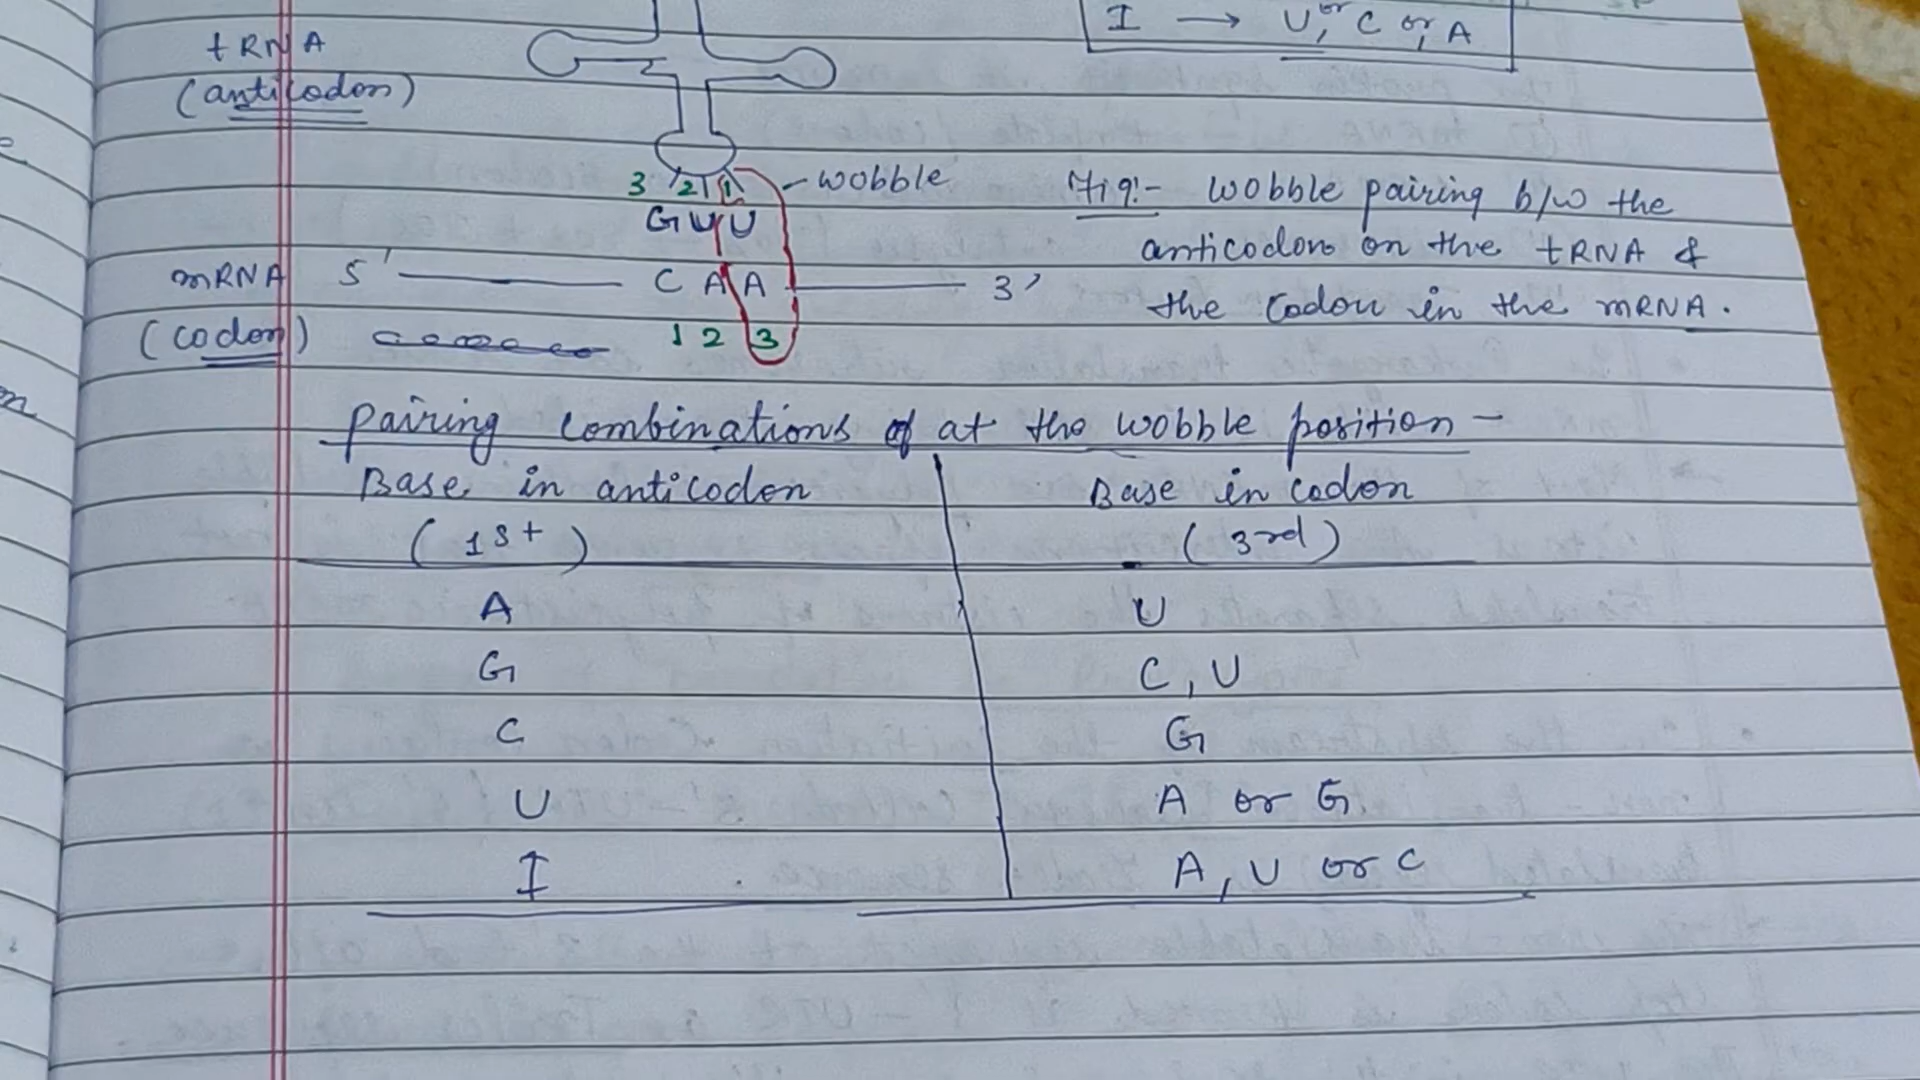 I → U, or C or, A
tRNA
(anticodon)
3 2 1 - wobble
G U U
mRNA 5' C A A 3'
(codon) 1 2 3
Fig:- Wobble pairing b/w the
anticodon on the tRNA &
the codon in the mRNA.
Pairing combinations of at the wobble position -
Base in anticodon Base in codon
(1st) (3rd)
A U
G C, U
C G
U A or G
I A, U or C